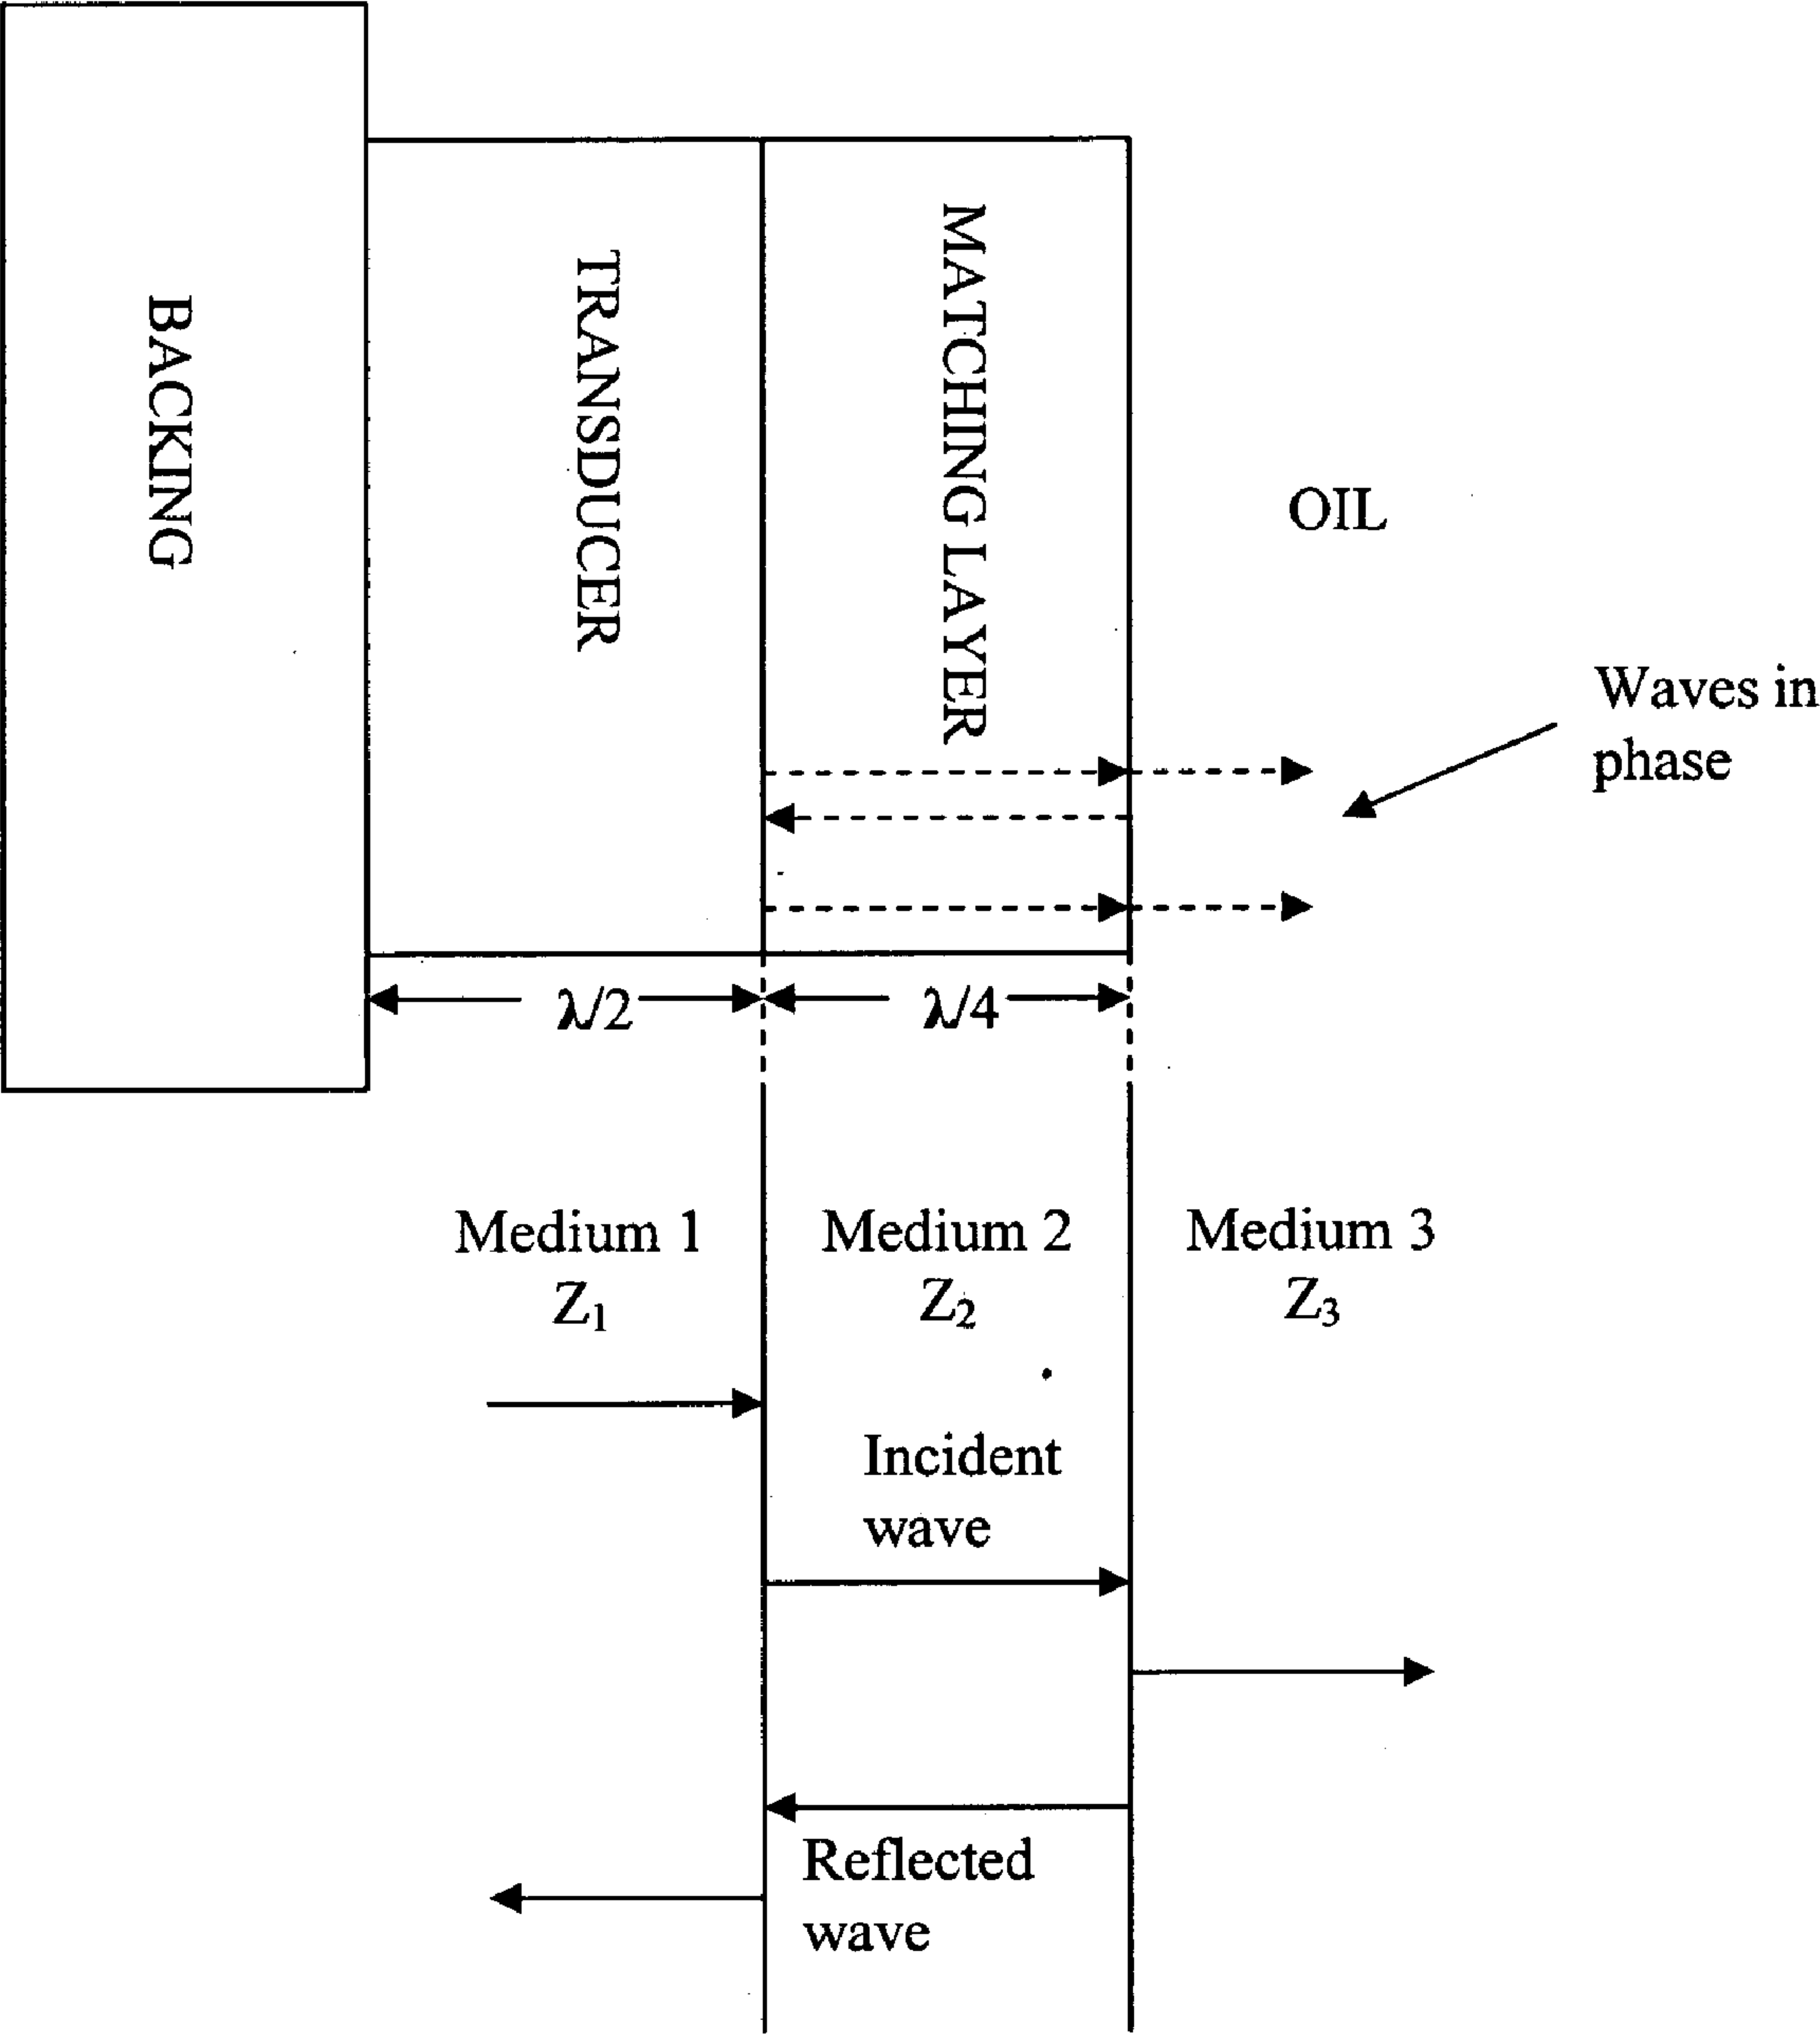 BACKING
TRANSDUCER
MATCHING LAYER
OIL
Waves in
phase
λ/2
λ/4
Medium 1
Z₁
Medium 2
Z₂
Medium 3
Z₃
Incident
wave
Reflected
wave